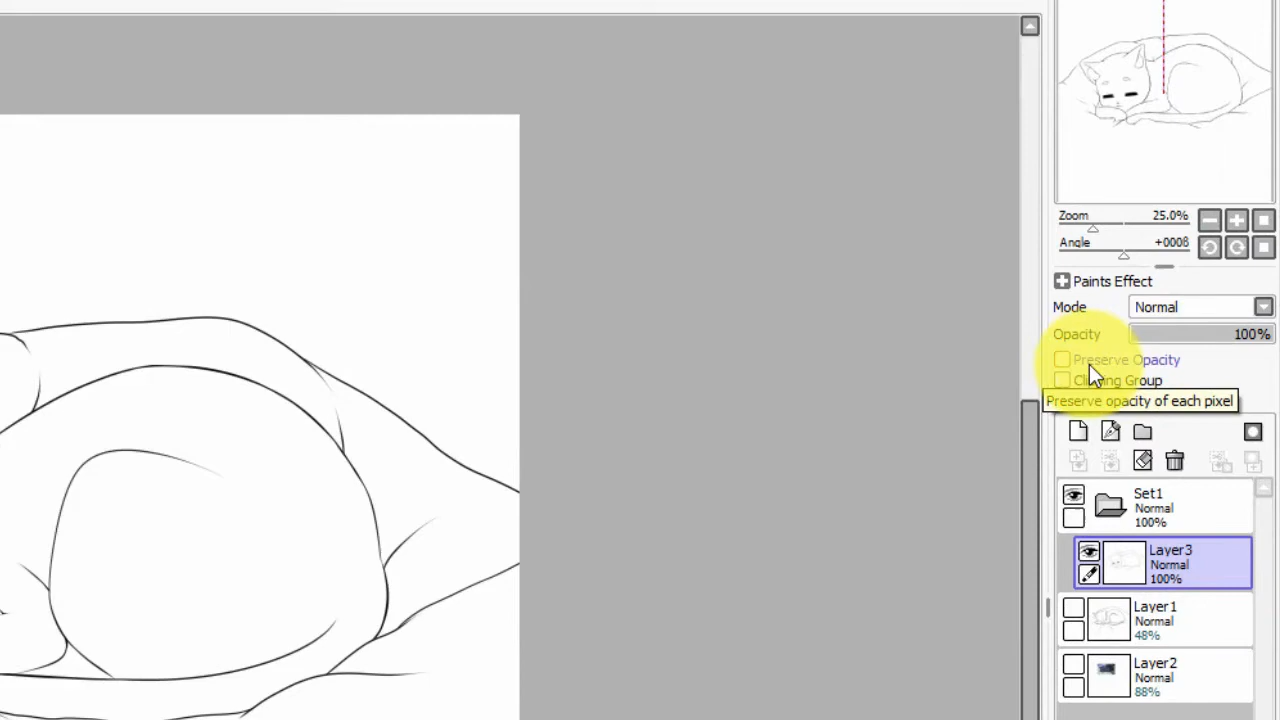 Zoom 25.0%
Angle +0008
Paints Effect
Mode Normal
Opacity 100%
Preserve Opacity
Clipping Group
Preserve opacity of each pixel
Set1
Normal
100%
Layer3
Normal
100%
Layer1
Normal
48%
Layer2
Normal
88%